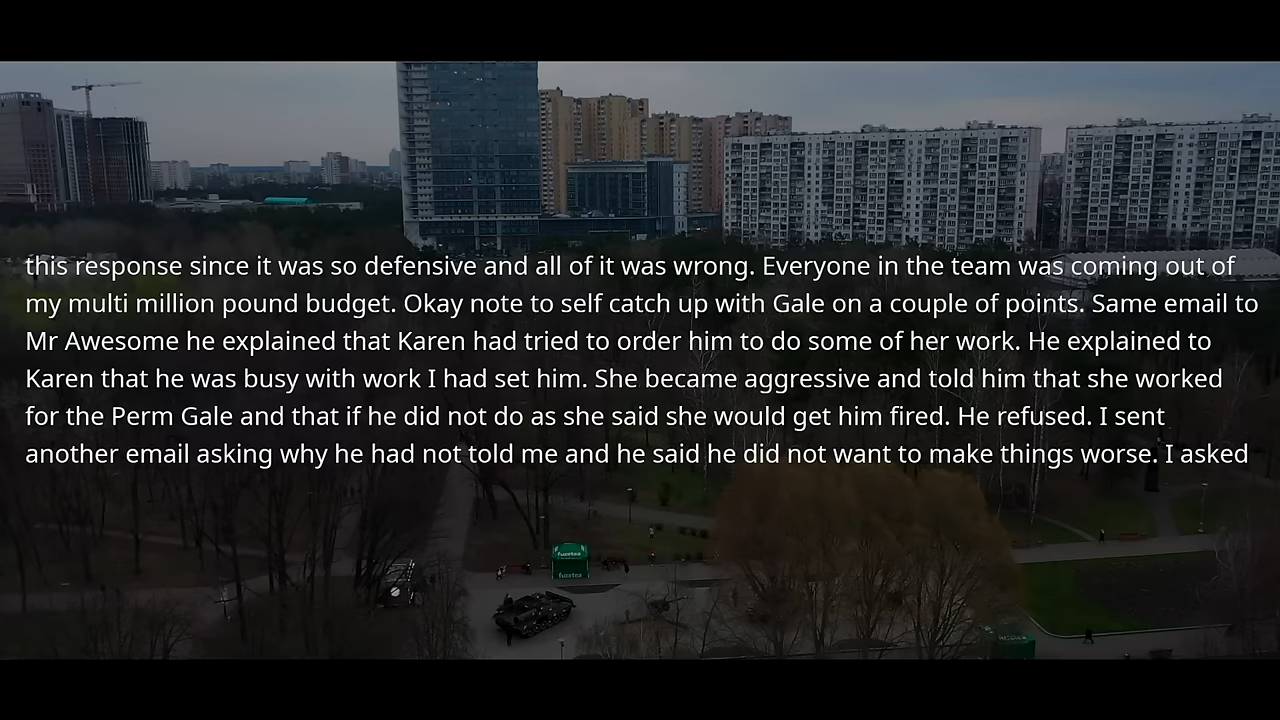 this response since it was so defensive and all of it was wrong. Everyone in the team was coming out of
my multi million pound budget. Okay note to self catch up with Gale on a couple of points. Same email to
Mr Awesome he explained that Karen had tried to order him to do some of her work. He explained to
Karen that he was busy with work I had set him. She became aggressive and told him that she worked
for the Perm Gale and that if he did not do as she said she would get him fired. He refused. I sent
another email asking why he had not told me and he said he did not want to make things worse. I asked
fuzetea
fuzetea